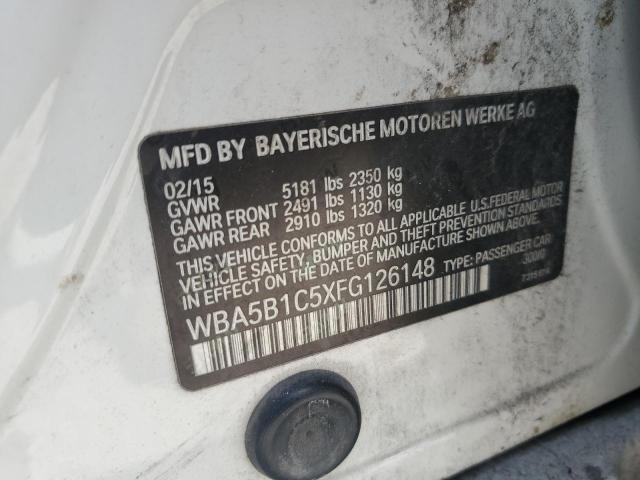 MFD BY BAYERISCHE MOTOREN WERKE AG
02/15
GVWR 5181 lbs 2350 kg
GAWR FRONT 2491 lbs 1130 kg
GAWR REAR 2910 lbs 1320 kg
THIS VEHICLE CONFORMS TO ALL APPLICABLE U.S.FEDERAL MOTOR
VEHICLE SAFETY, BUMPER AND THEFT PREVENTION STANDARDS
IN EFFECT ON THE DATE OF MANUFACTURE SHOWN ABOVE.
WBA5B1C5XFG126148 TYPE: PASSENGER CAR